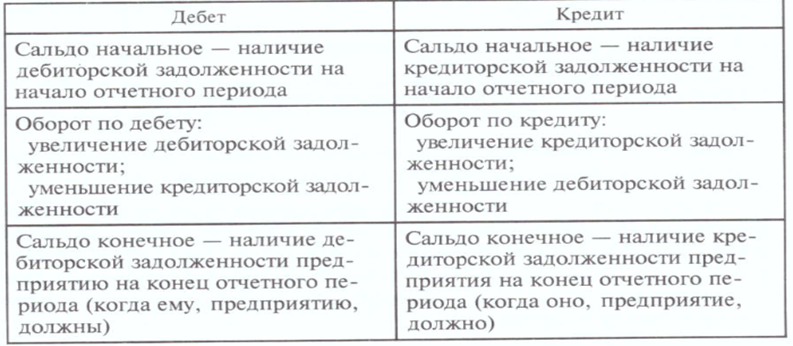 Дебет
Кредит
Сальдо начальное — наличие
дебиторской задолженности на
начало отчетного периода
Сальдо начальное — наличие
кредиторской задолженности на
начало отчетного периода
Оборот по дебету:
увеличение дебиторской задол-
женности;
уменьшение кредиторской задол-
женности
Оборот по кредиту:
увеличение кредиторской задол-
женности;
уменьшение дебиторской задол-
женности
Сальдо конечное — наличие де-
биторской задолженности пред-
приятию на конец отчетного пе-
риода (когда ему, предприятию,
должны)
Сальдо конечное — наличие кре-
диторской задолженности пред-
приятия на конец отчетного пе-
риода (когда оно, предприятие,
должно)